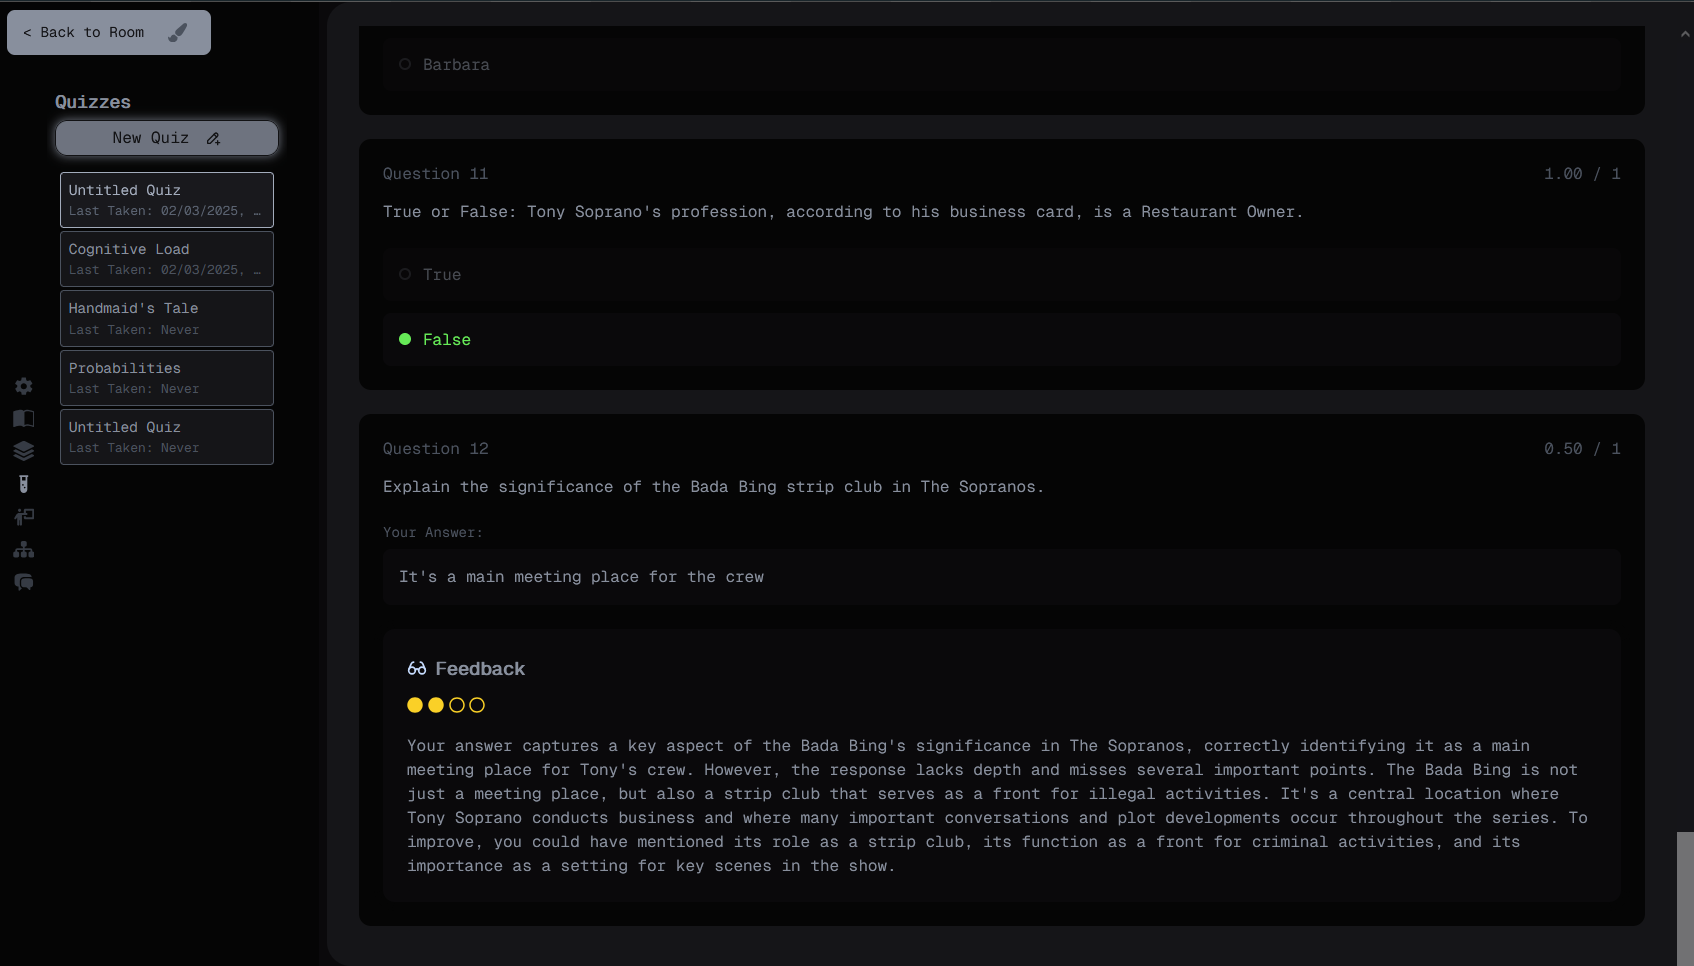 < Back to Room
Quizzes
New Quiz
Untitled Quiz
Last Taken: 02/03/2025, …
Cognitive Load
Last Taken: 02/03/2025, …
Handmaid's Tale
Last Taken: Never
Probabilities
Last Taken: Never
Untitled Quiz
Last Taken: Never
Barbara
Question 11
1.00 / 1
True or False: Tony Soprano's profession, according to his business card, is a Restaurant Owner.
True
False
Question 12
0.50 / 1
Explain the significance of the Bada Bing strip club in The Sopranos.
Your Answer:
It's a main meeting place for the crew
Feedback
Your answer captures a key aspect of the Bada Bing's significance in The Sopranos, correctly identifying it as a main
meeting place for Tony's crew. However, the response lacks depth and misses several important points. The Bada Bing is not
just a meeting place, but also a strip club that serves as a front for illegal activities. It's a central location where
Tony Soprano conducts business and where many important conversations and plot developments occur throughout the series. To
improve, you could have mentioned its role as a strip club, its function as a front for criminal activities, and its
importance as a setting for key scenes in the show.